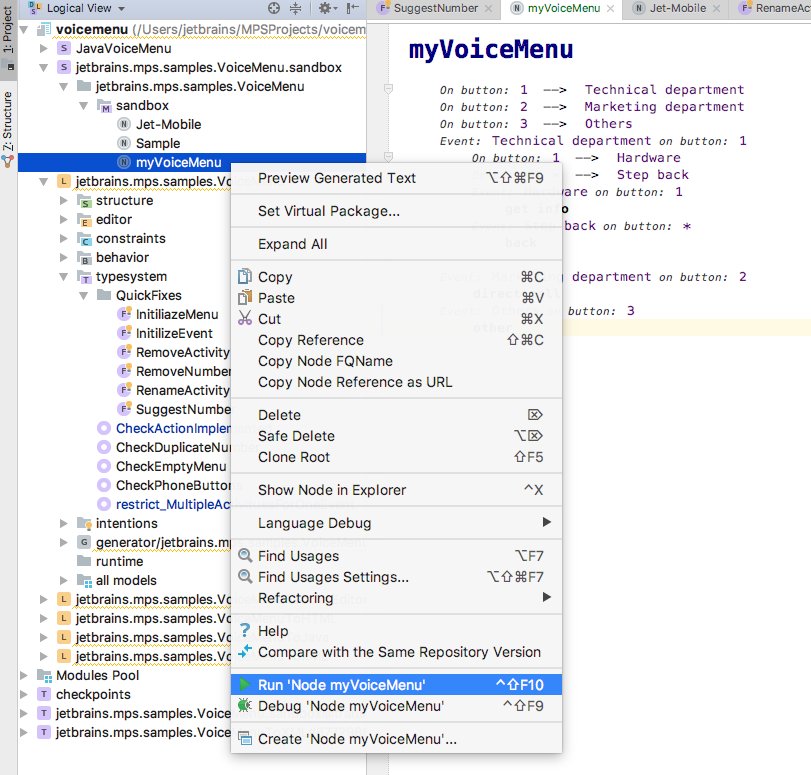 1: Project
Z: Structure
Logical View
voicemenu (/Users/jetbrains/MPSProjects/voicemenu
JavaVoiceMenu
jetbrains.mps.samples.VoiceMenu.sandbox
jetbrains.mps.samples.VoiceMenu
sandbox
Jet-Mobile
Sample
myVoiceMenu
jetbrains.mps.samples.Vo
structure
editor
constraints
behavior
typesystem
QuickFixes
InitiliazeMenu
InitilizeEvent
RemoveActivity
RemoveNumber
RenameActivity
SuggestNumbe
CheckActionImplem
CheckDuplicateNu
CheckEmptyMenu
CheckPhoneButto
restrict_MultipleAc
intentions
generator/jetbrains.m
runtime
all models
jetbrains.mps.samples.Vo
jetbrains.mps.samples.Vo
jetbrains.mps.samples.Vo
jetbrains.mps.samples.Vo
Modules Pool
checkpoints
jetbrains.mps.samples.Voi
jetbrains.mps.samples.Voi
SuggestNumber
myVoiceMenu
Jet-Mobile
RenameAc
myVoiceMenu
On button: 1 --> Technical department
On button: 2 --> Marketing department
On button: 3 --> Others
Event: Technical department on button: 1
On button: 1 --> Hardware
--> Step back
on button: 1
get info
back on button: *
back
department on button: 2
button: 3
other
Preview Generated Text ⌥⇧⌘F9
Set Virtual Package...
Expand All
Copy ⌘C
Paste ⌘V
Cut ⌘X
Copy Reference ⇧⌘C
Copy Node FQName
Copy Node Reference as URL
Delete ⌦
Safe Delete ⌥⌦
Clone Root ⇧F5
Show Node in Explorer ^X
Language Debug
Find Usages ⌥F7
Find Usages Settings... ⌥⇧⌘F7
Refactoring
Help
Compare with the Same Repository Version
Run 'Node myVoiceMenu' ^⇧F10
Debug 'Node myVoiceMenu' ^⇧F9
Create 'Node myVoiceMenu'...